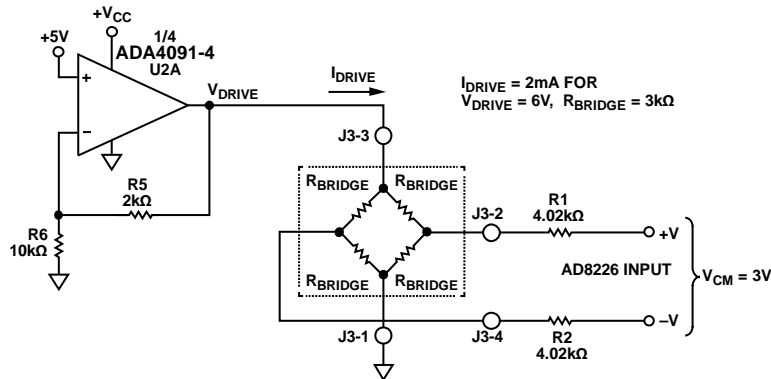 +VCC
+5V
1/4
ADA4091-4
U2A
+
−
VDRIVE
IDRIVE
IDRIVE = 2mA FOR
VDRIVE = 6V, RBRIDGE = 3kΩ
J3-3
R5
2kΩ
R6
10kΩ
RBRIDGE RBRIDGE
J3-2
R1
4.02kΩ
+V
AD8226 INPUT
VCM = 3V
RBRIDGE RBRIDGE
J3-1
J3-4
R2
4.02kΩ
−V